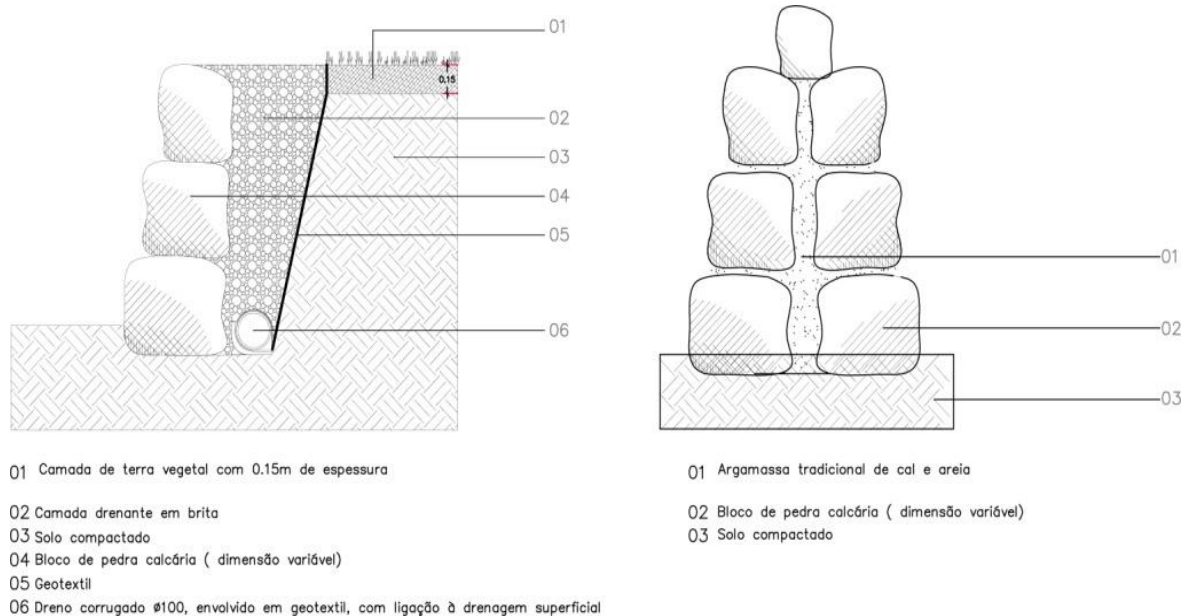 01
0.15
02
03
04
05
06
01 Camada de terra vegetal com 0.15m de espessura
02 Camada drenante em brita
03 Solo compactado
04 Bloco de pedra calcária ( dimensão variável)
05 Geotextil
06 Dreno corrugado ø100, envolvido em geotextil, com ligação à drenagem superficial
01
02
03
01 Argamassa tradicional de cal e areia
02 Bloco de pedra calcária ( dimensão variável)
03 Solo compactado